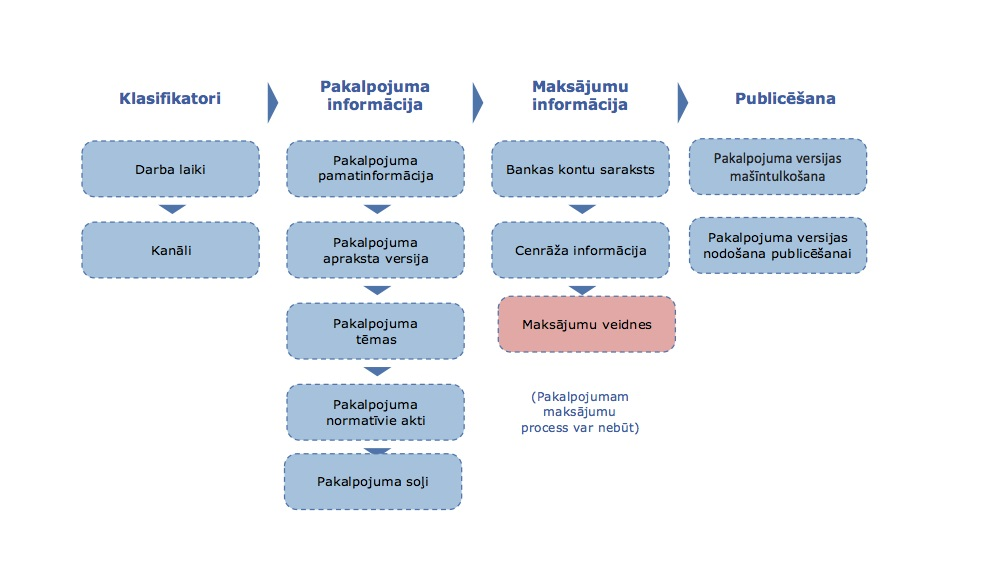 Klasifikatori
Darba laiki
Kanāli
Pakalpojuma
informācija
Pakalpojuma
pamatinformācija
Pakalpojuma
apraksta versija
Pakalpojuma
tēmas
Pakalpojuma
normatīvie akti
Pakalpojuma soļi
Maksājumu
informācija
Bankas kontu saraksts
Cenrāža informācija
Maksājumu veidnes
(Pakalpojumam
maksājumu
process var nebūt)
Publicēšana
Pakalpojuma versijas
mašīntulkošana
Pakalpojuma versijas
nodošana publicēšanai